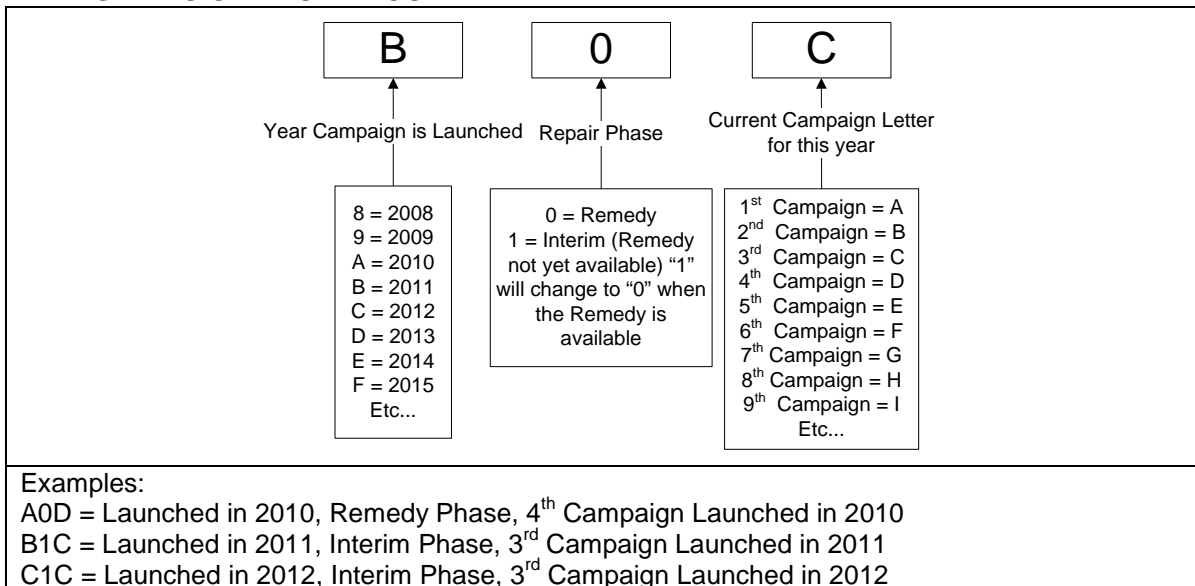 B 0 C
Year Campaign is Launched
Repair Phase
Current Campaign Letter
for this year
8 = 2008
9 = 2009
A = 2010
B = 2011
C = 2012
D = 2013
E = 2014
F = 2015
Etc...
0 = Remedy
1 = Interim (Remedy
not yet available) “1”
will change to “0” when
the Remedy is
available
1st Campaign = A
2nd Campaign = B
3rd Campaign = C
4th Campaign = D
5th Campaign = E
6th Campaign = F
7th Campaign = G
8th Campaign = H
9th Campaign = I
Etc...
Examples:
A0D = Launched in 2010, Remedy Phase, 4th Campaign Launched in 2010
B1C = Launched in 2011, Interim Phase, 3rd Campaign Launched in 2011
C1C = Launched in 2012, Interim Phase, 3rd Campaign Launched in 2012